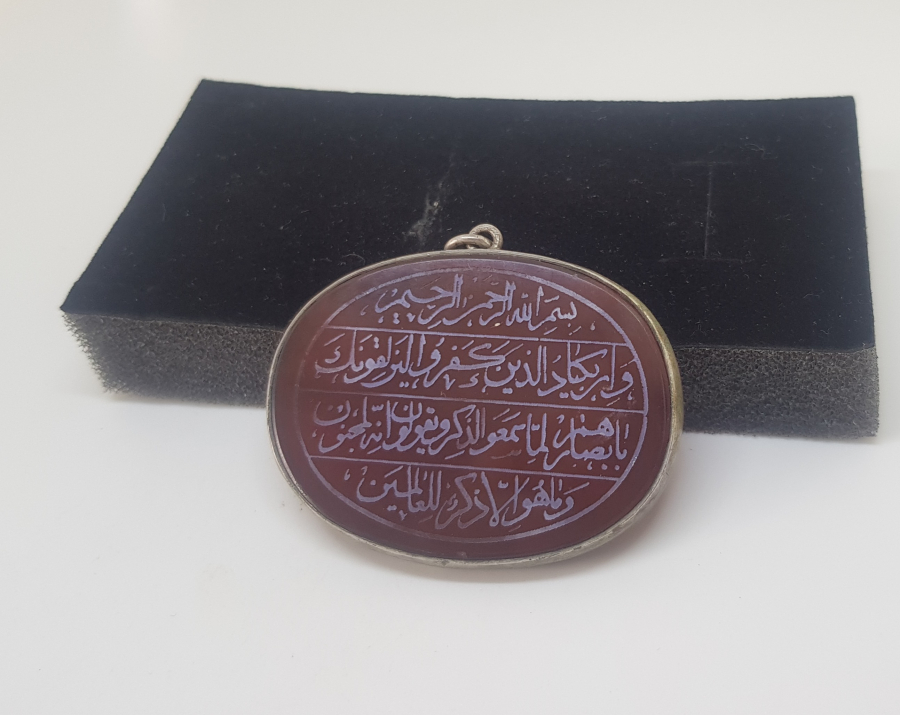 بسم الله الرحمن الرحيم
وان يكاد الذين كفروا ليزلقونك
بابصارهم لما سمعوا الذكر ويقولون انه لمجنون
وما هو الا ذكر للعالمين